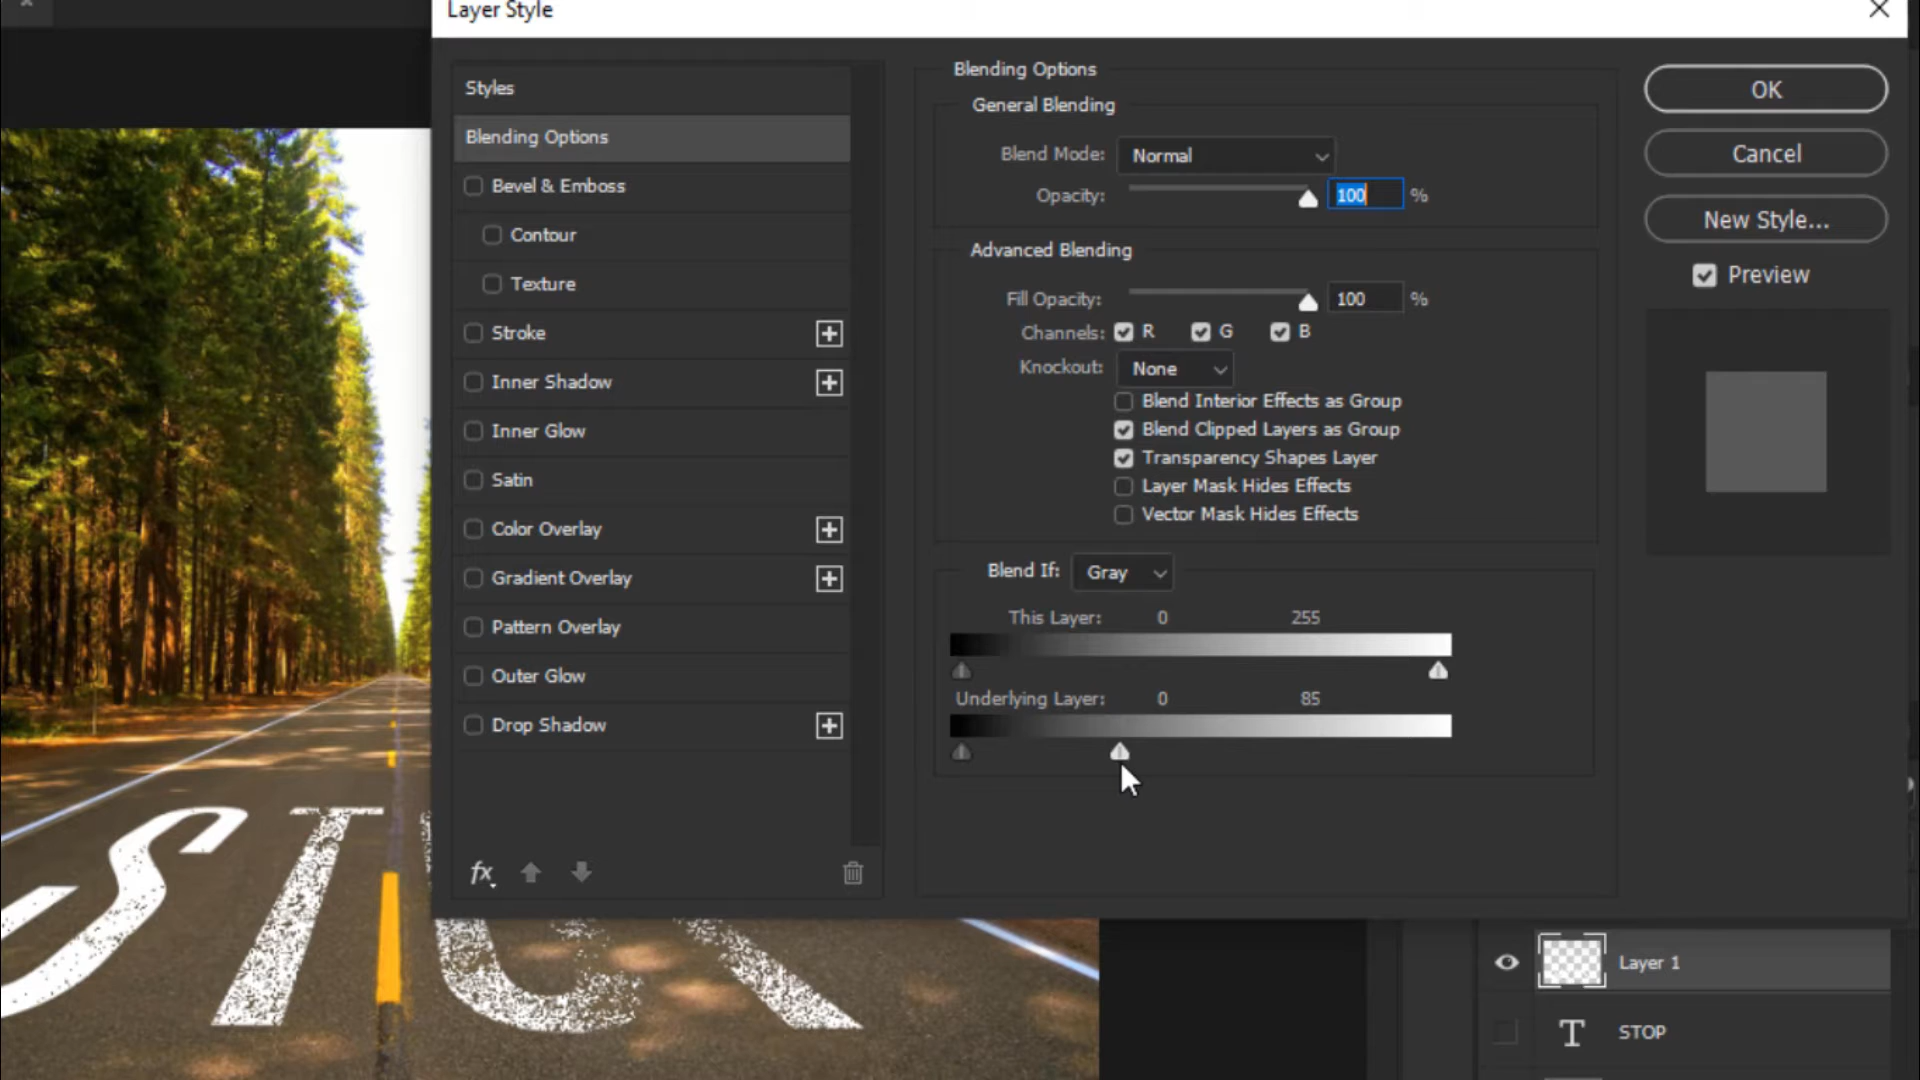 Layer Style
Styles
Blending Options
Bevel & Emboss
Contour
Texture
Stroke
Inner Shadow
Inner Glow
Satin
Color Overlay
Gradient Overlay
Pattern Overlay
Outer Glow
Drop Shadow
fx
Blending Options
General Blending
Blend Mode: Normal
Opacity: 100 %
Advanced Blending
Fill Opacity: 100 %
Channels: R G B
Knockout: None
Blend Interior Effects as Group
Blend Clipped Layers as Group
Transparency Shapes Layer
Layer Mask Hides Effects
Vector Mask Hides Effects
Blend If: Gray
This Layer: 0 255
Underlying Layer: 0 85
OK
Cancel
New Style...
Preview
Layer 1
T STOP